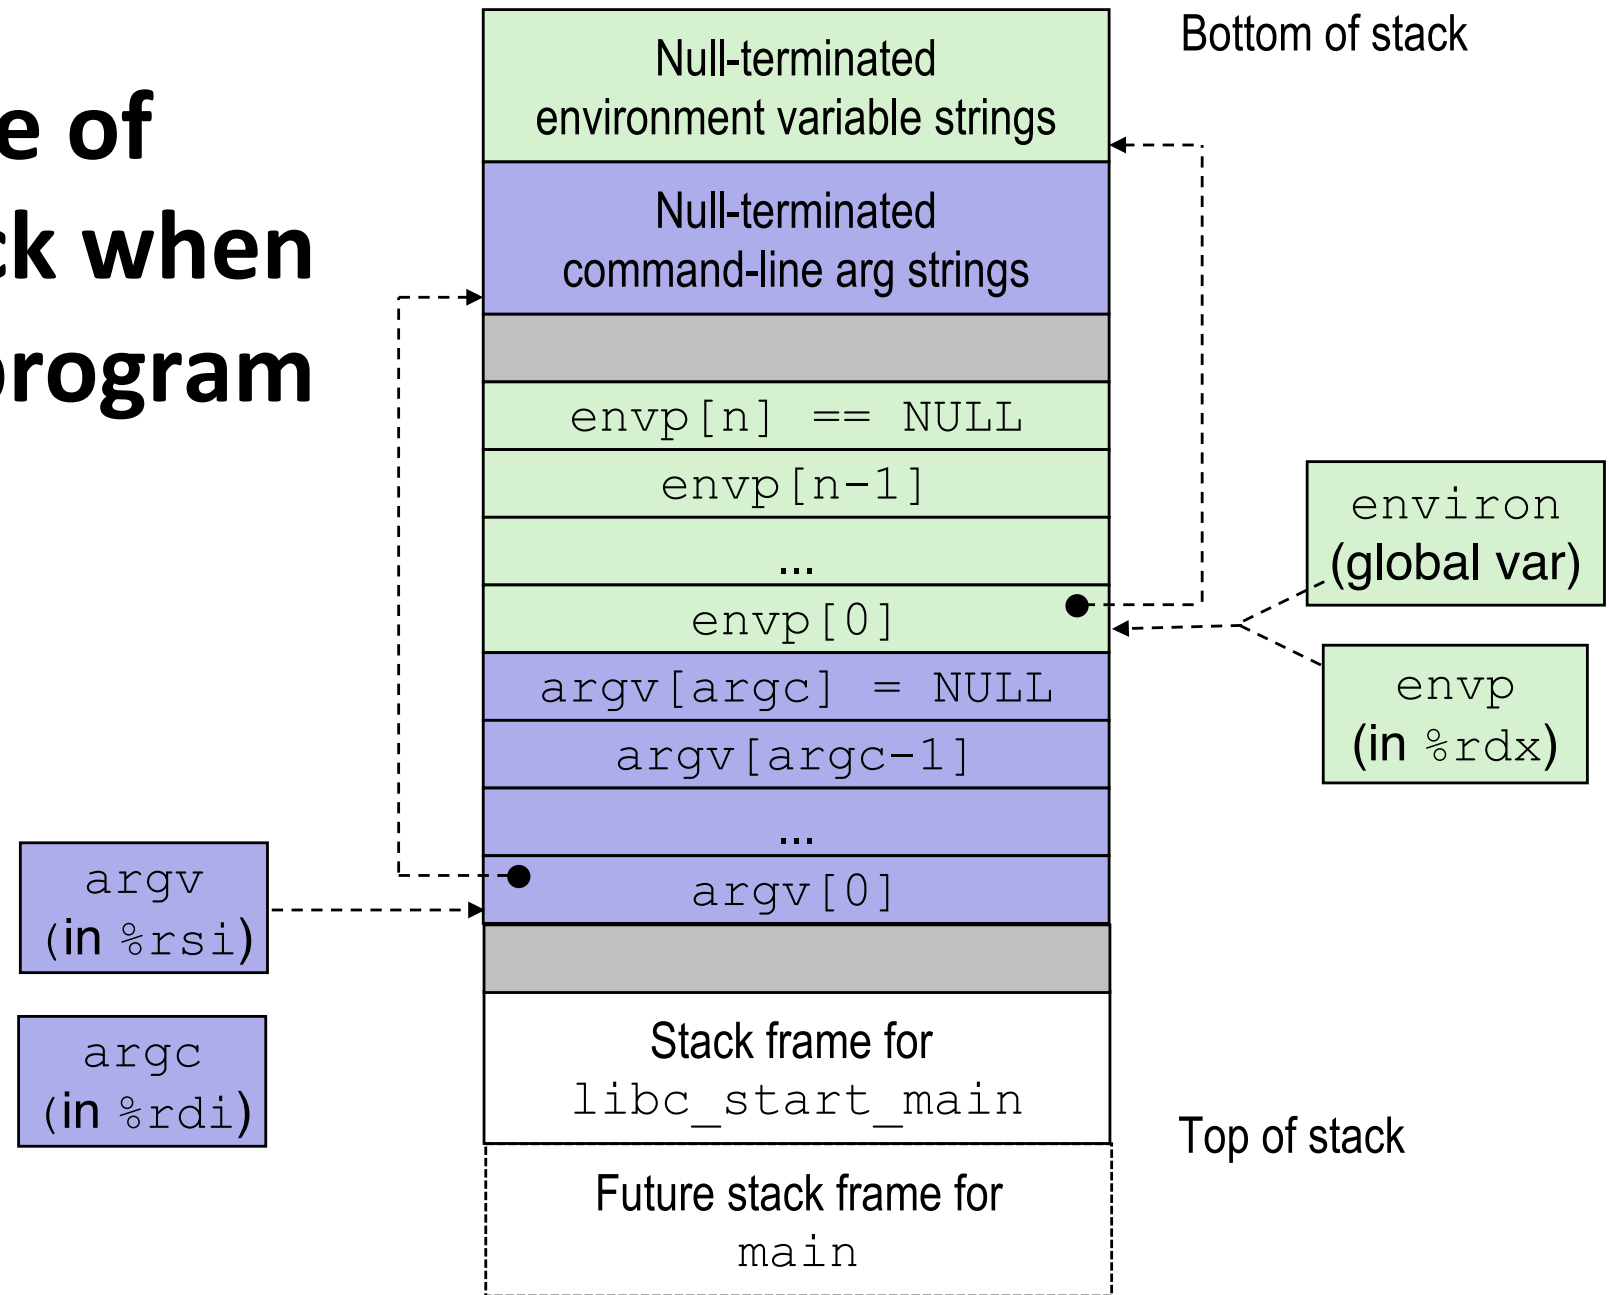 e of
ck when
program
Bottom of stack
Null-terminated
environment variable strings
Null-terminated
command-line arg strings
envp[n] == NULL
envp[n-1]
...
envp[0]
argv[argc] = NULL
argv[argc-1]
...
argv[0]
environ
(global var)
envp
(in %rdx)
argv
(in %rsi)
argc
(in %rdi)
Stack frame for
libc_start_main
Top of stack
Future stack frame for
main